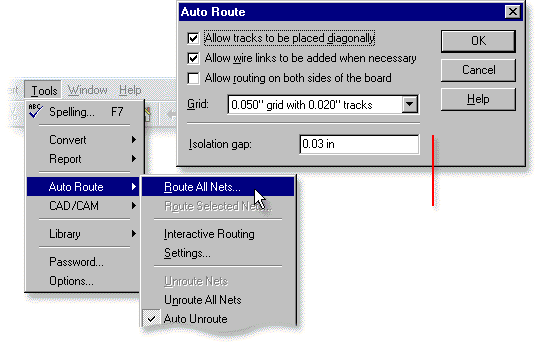 Auto Route
Allow tracks to be placed diagonally
Allow wire links to be added when necessary
Allow routing on both sides of the board
Grid: 0.050" grid with 0.020" tracks
Isolation gap: 0.03 in
OK
Cancel
Help
Tools Window Help
ABC Spelling... F7
Convert
Report
Auto Route
CAD/CAM
Library
Password...
Options...
Route All Nets...
Route Selected Nets...
Interactive Routing
Settings...
Unroute Nets
Unroute All Nets
Auto Unroute